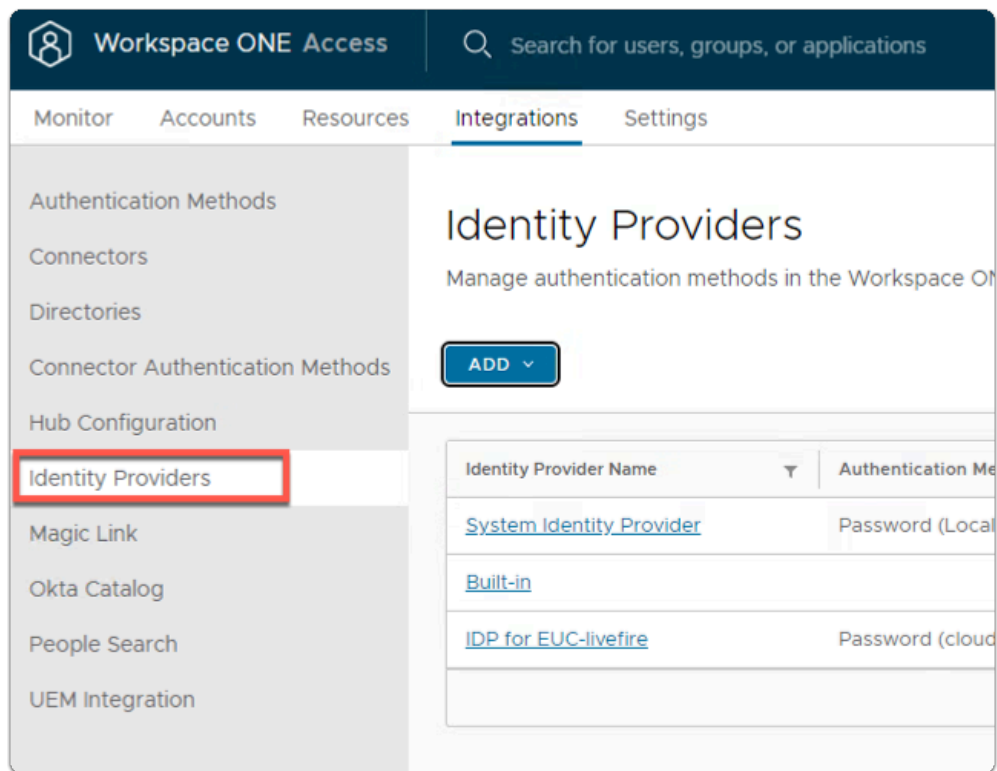 Workspace ONE Access
Search for users, groups, or applications
Monitor Accounts Resources Integrations Settings
Authentication Methods
Connectors
Directories
Connector Authentication Methods
Hub Configuration
Identity Providers
Magic Link
Okta Catalog
People Search
UEM Integration
Identity Providers
Manage authentication methods in the Workspace ON
ADD
Identity Provider Name Authentication Me
System Identity Provider Password (Local
Built-in
IDP for EUC-livefire Password (cloud